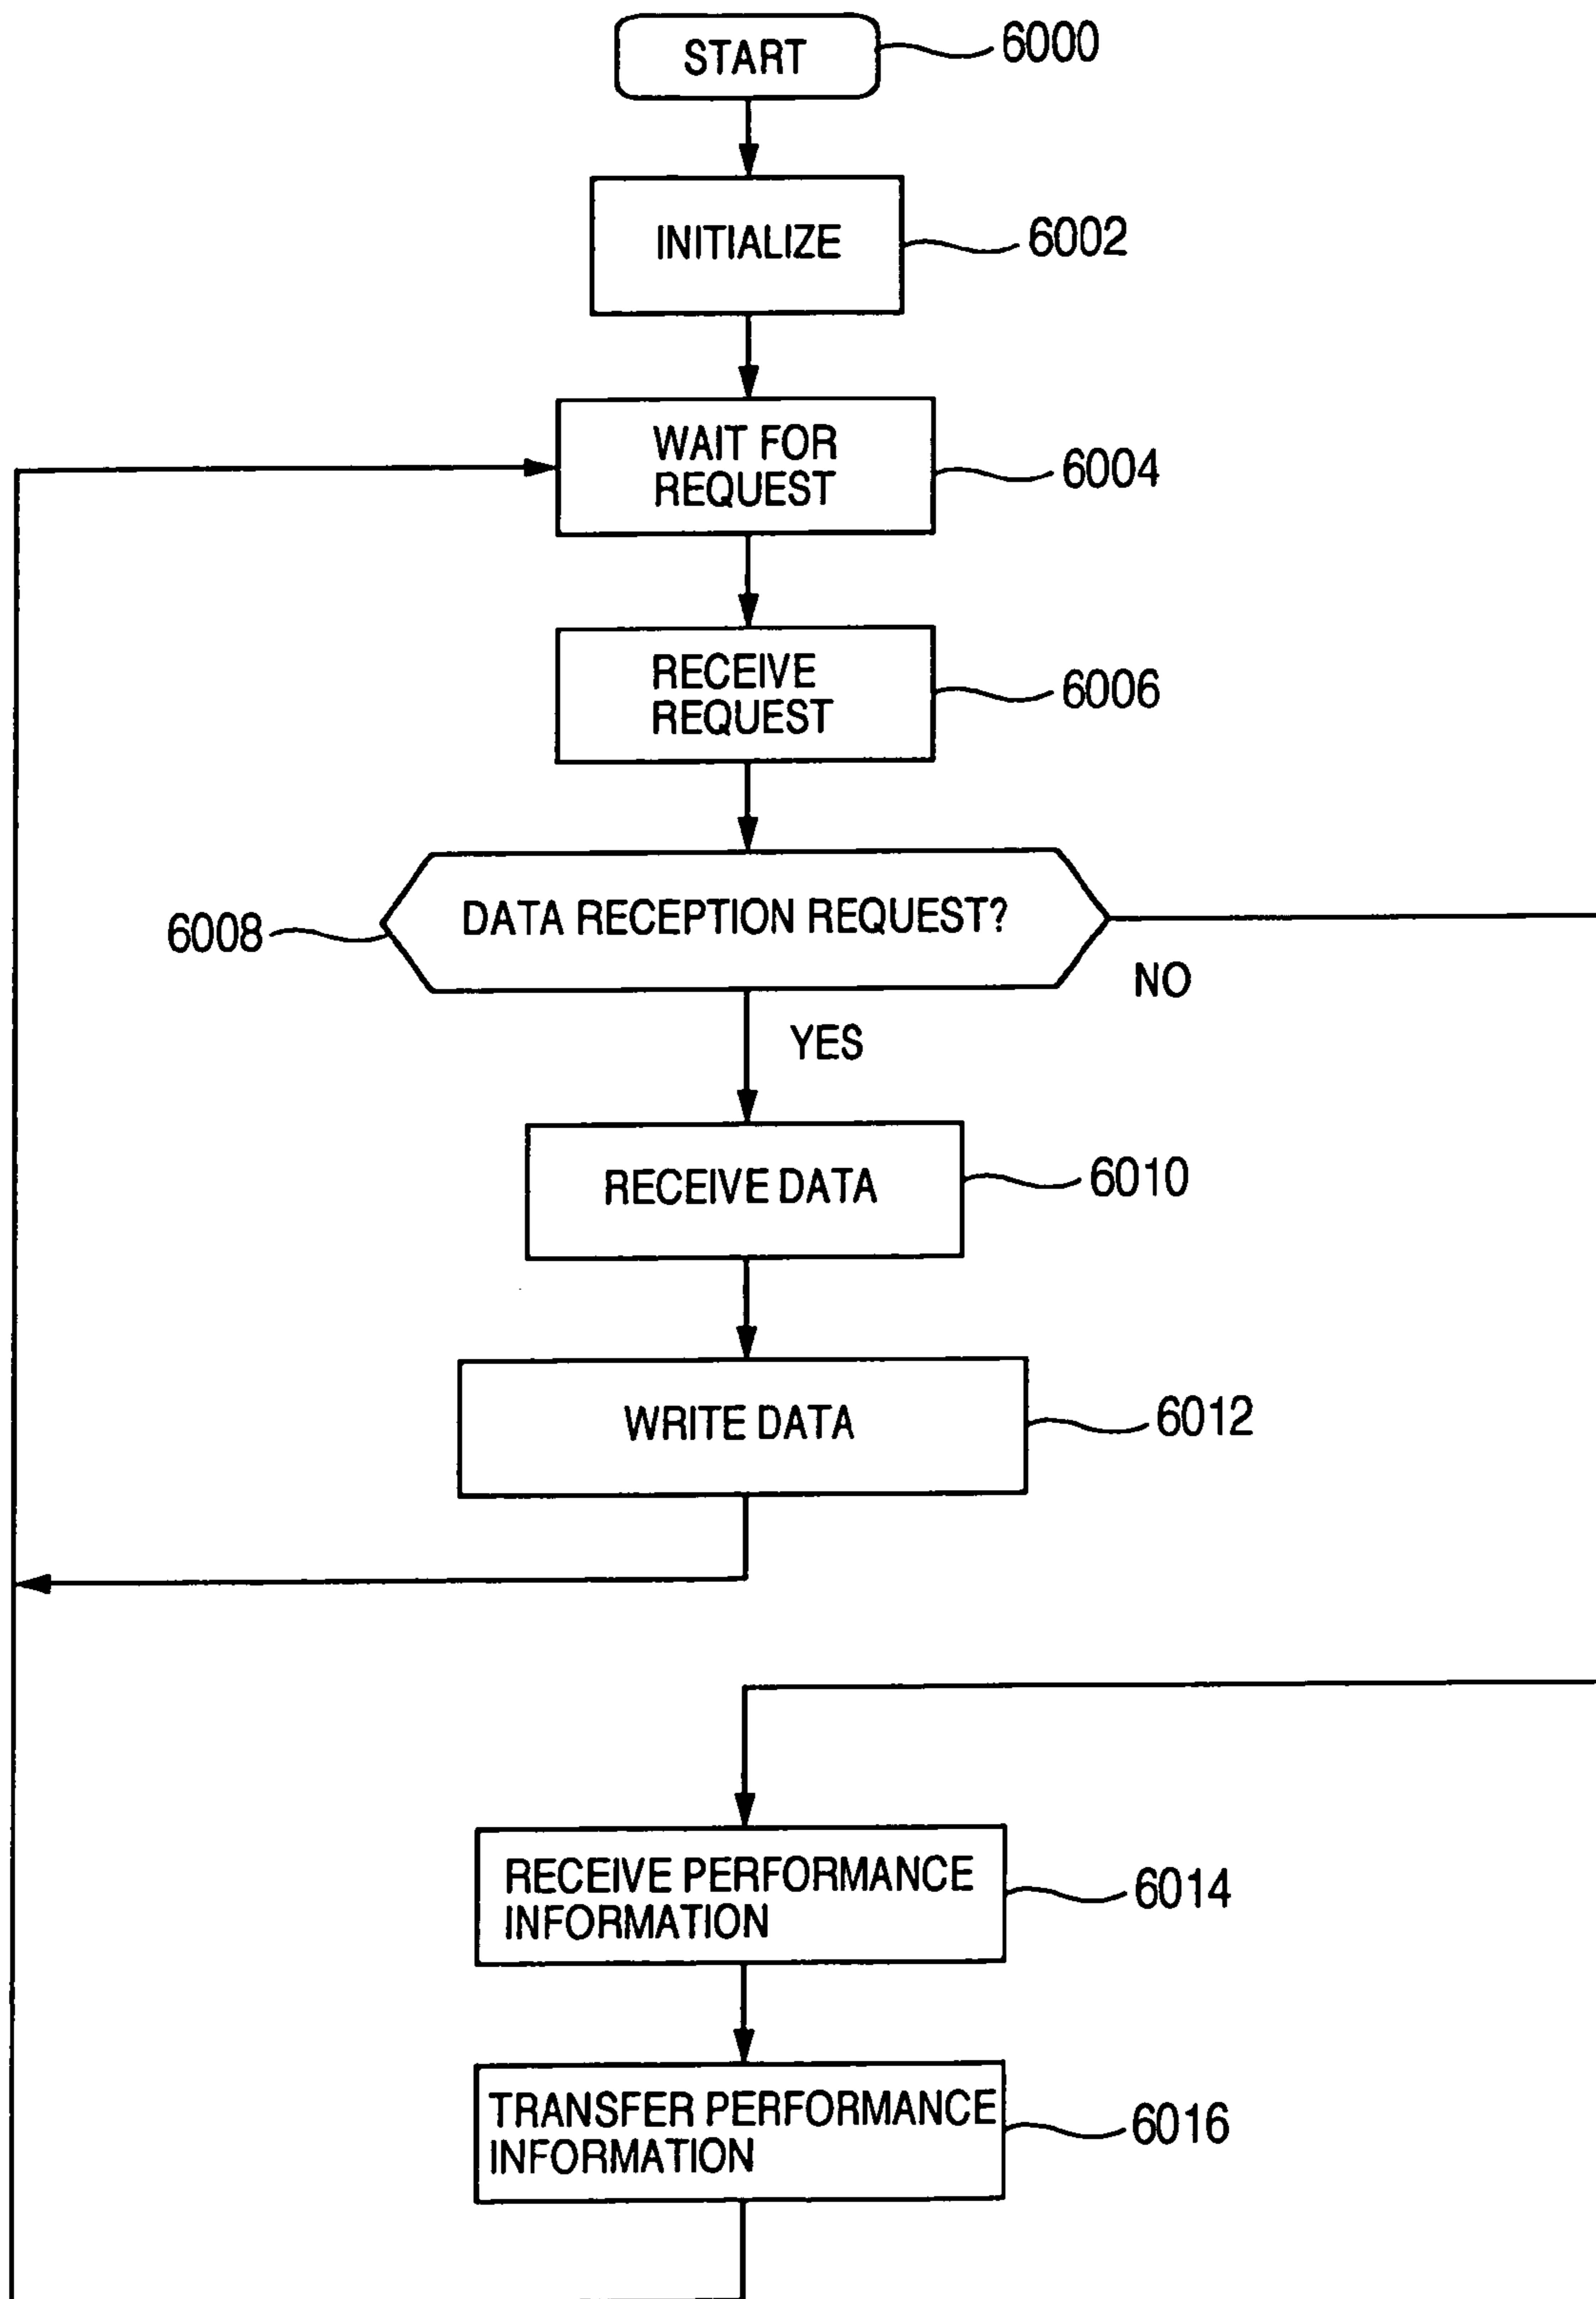 START
6000
INITIALIZE
6002
WAIT FOR
REQUEST
6004
RECEIVE
REQUEST
6006
DATA RECEPTION REQUEST?
6008
NO
YES
RECEIVE DATA
6010
WRITE DATA
6012
RECEIVE PERFORMANCE
INFORMATION
6014
TRANSFER PERFORMANCE
INFORMATION
6016